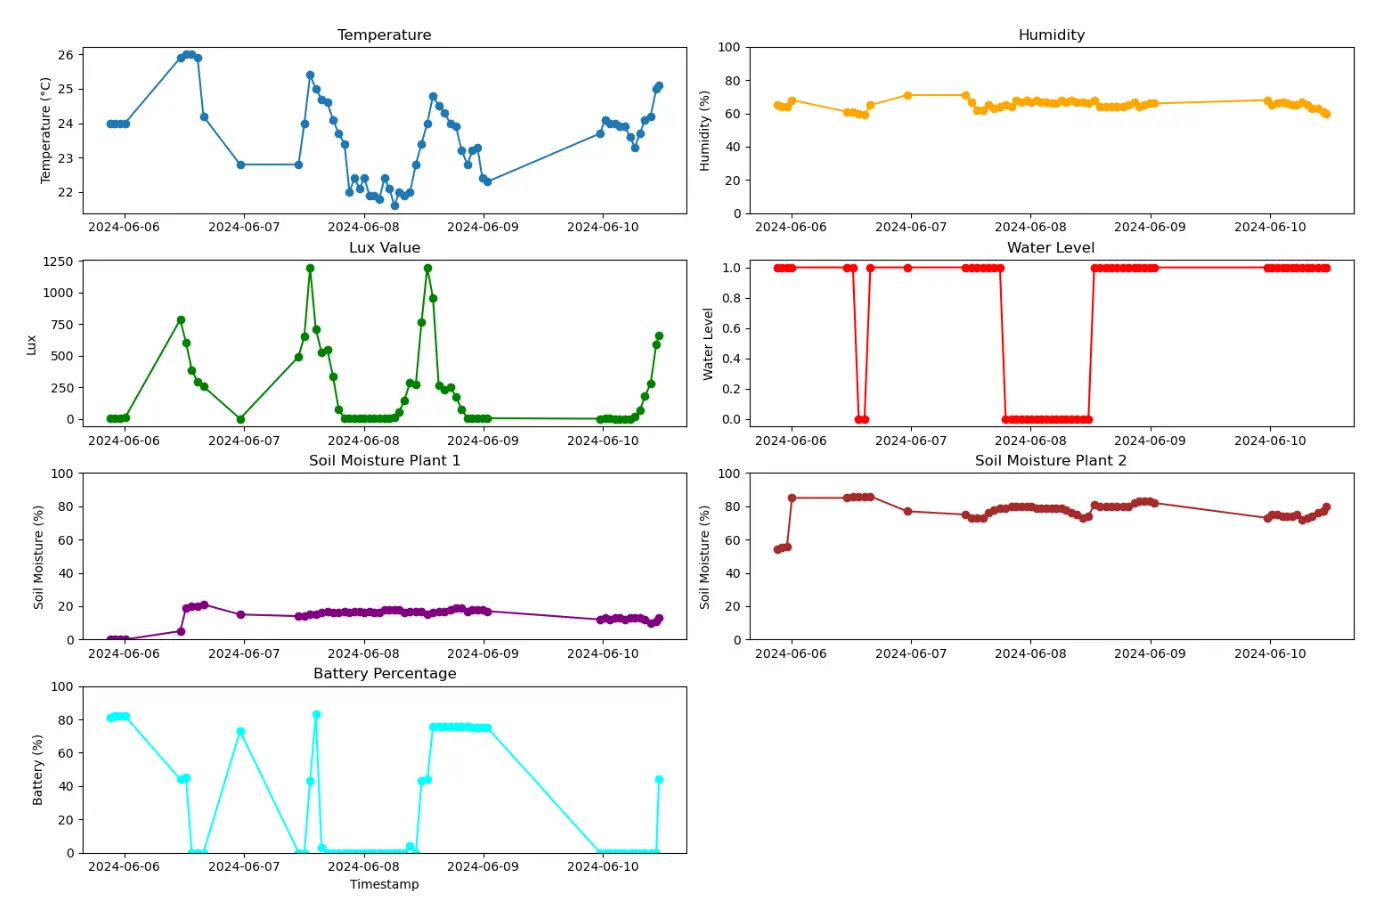 Temperature
Temperature (°C)
26
25
24
23
22
2024-06-06 2024-06-07 2024-06-08 2024-06-09 2024-06-10
Humidity
Humidity (%)
100
80
60
40
20
0
2024-06-06 2024-06-07 2024-06-08 2024-06-09 2024-06-10
Lux Value
Lux
1250
1000
750
500
250
0
2024-06-06 2024-06-07 2024-06-08 2024-06-09 2024-06-10
Water Level
Water Level
1.0
0.8
0.6
0.4
0.2
0.0
2024-06-06 2024-06-07 2024-06-08 2024-06-09 2024-06-10
Soil Moisture Plant 1
Soil Moisture (%)
100
80
60
40
20
0
2024-06-06 2024-06-07 2024-06-08 2024-06-09 2024-06-10
Soil Moisture Plant 2
Soil Moisture (%)
100
80
60
40
20
0
2024-06-06 2024-06-07 2024-06-08 2024-06-09 2024-06-10
Battery Percentage
Battery (%)
100
80
60
40
20
0
2024-06-06 2024-06-07 2024-06-08 2024-06-09 2024-06-10
Timestamp